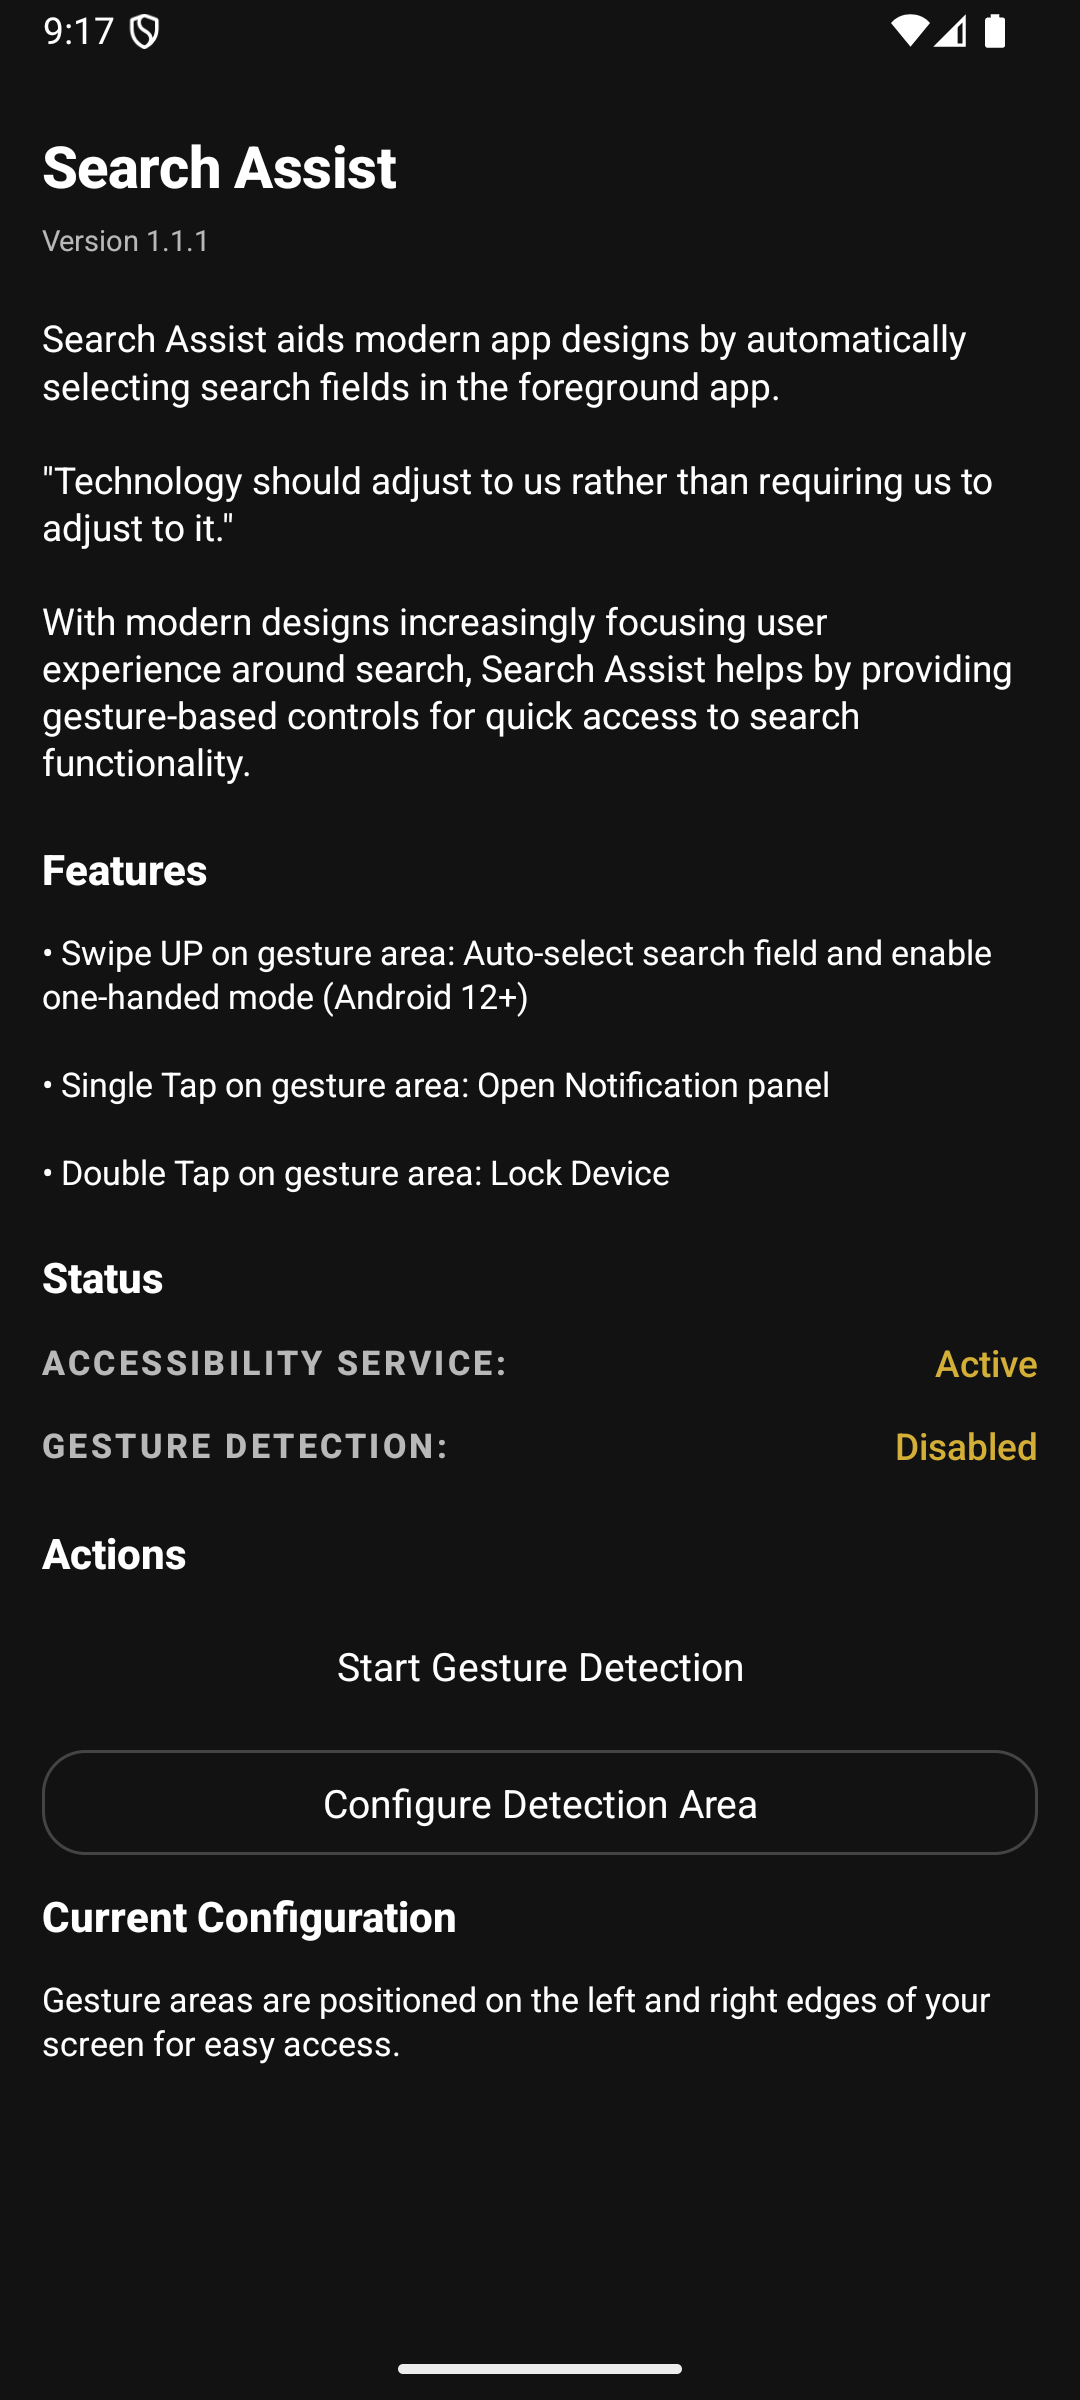 9:17
Search Assist
Version 1.1.1
Search Assist aids modern app designs by automatically
selecting search fields in the foreground app.
"Technology should adjust to us rather than requiring us to
adjust to it."
With modern designs increasingly focusing user
experience around search, Search Assist helps by providing
gesture-based controls for quick access to search
functionality.
Features
• Swipe UP on gesture area: Auto-select search field and enable
one-handed mode (Android 12+)
• Single Tap on gesture area: Open Notification panel
• Double Tap on gesture area: Lock Device
Status
ACCESSIBILITY SERVICE: Active
GESTURE DETECTION: Disabled
Actions
Start Gesture Detection
Configure Detection Area
Current Configuration
Gesture areas are positioned on the left and right edges of your
screen for easy access.